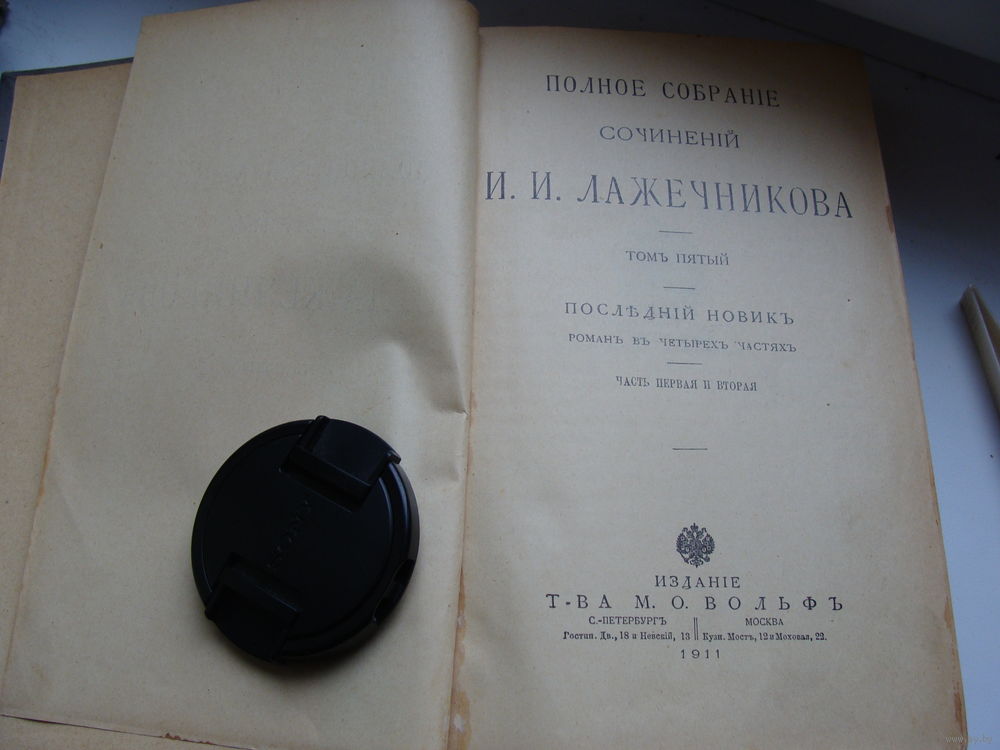 ПОЛНОЕ СОБРАНІЕ
СОЧИНЕНІЙ
И. И. ЛАЖЕЧНИКОВА
ТОМЪ ПЯТЫЙ
ПОСЛѢДНІЙ НОВИКЪ
РОМАНЪ ВЪ ЧЕТЫРЕХЪ ЧАСТЯХЪ
ЧАСТЬ ПЕРВАЯ И ВТОРАЯ
ИЗДАНІЕ
Т-ВА М. О. ВОЛЬФЪ
С.-ПЕТЕРБУРГЪ
Гостин. Дв., 18 и Невскій, 13
МОСКВА
Кузн. Мостъ, 12 и Моховая, 22.
1911
SONY